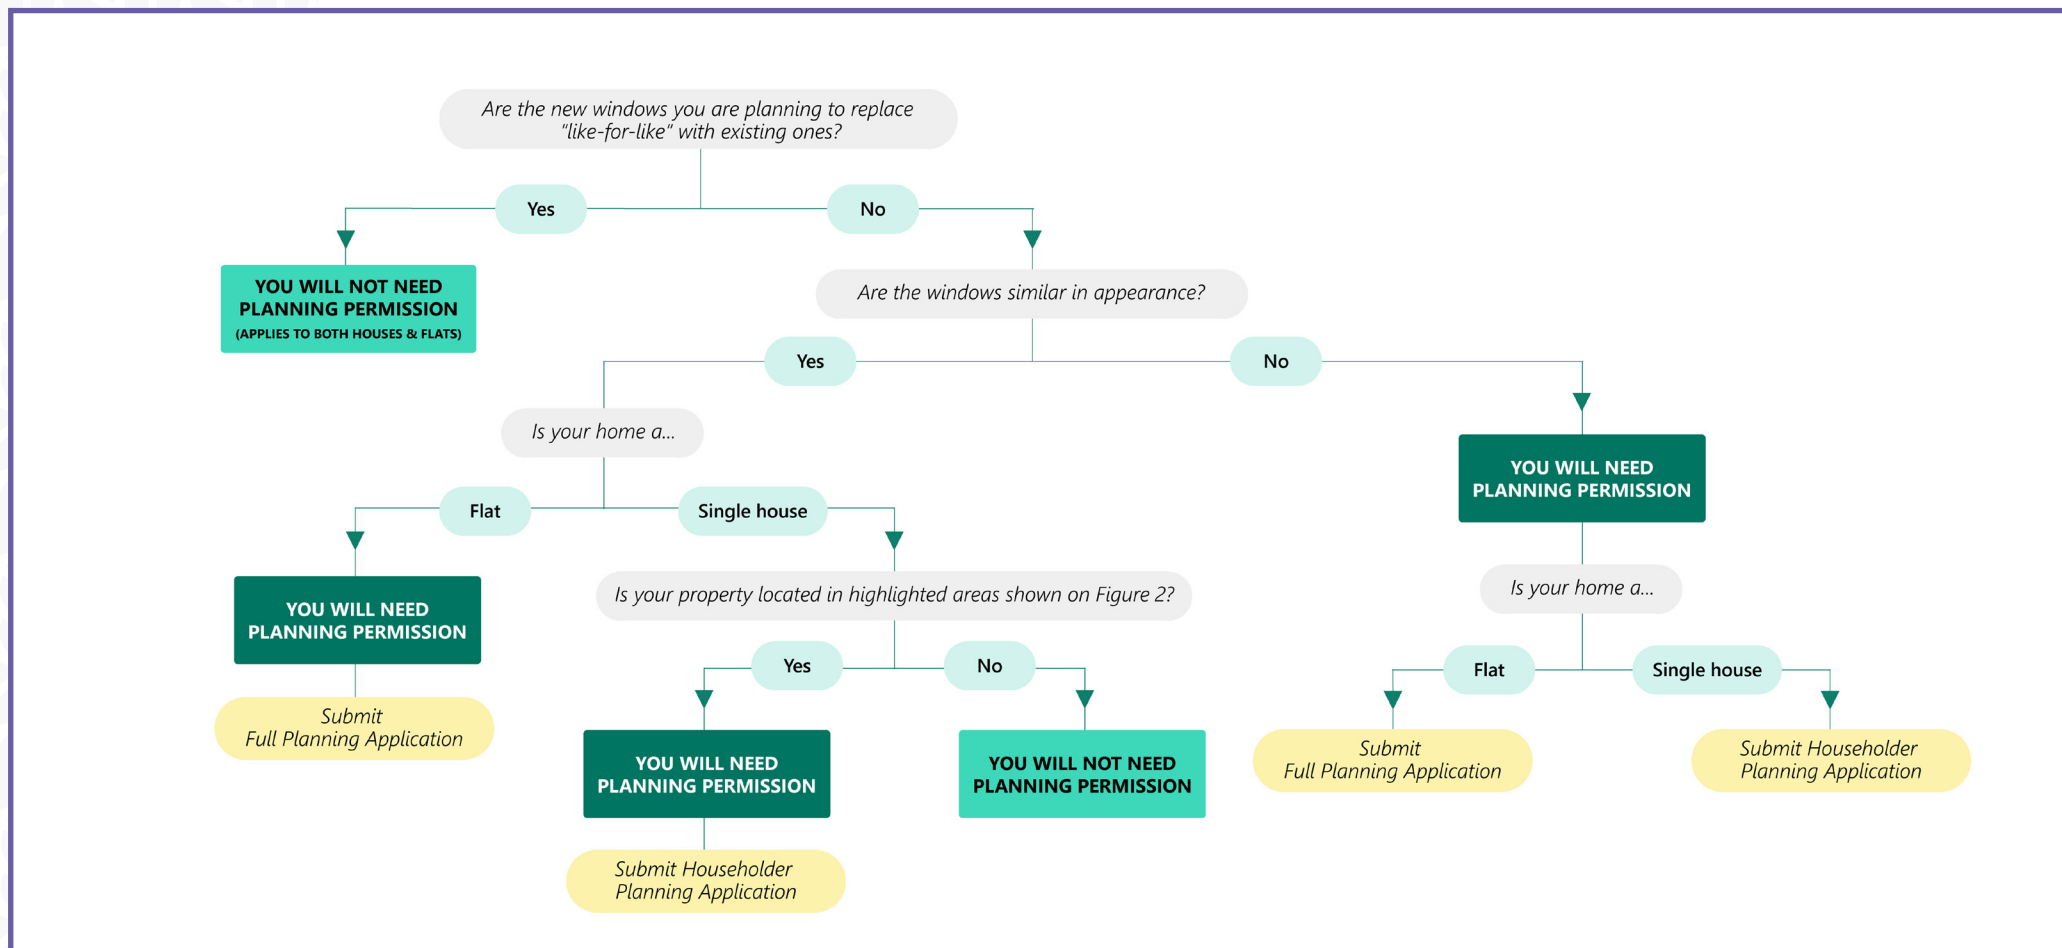 Are the new windows you are planning to replace
"like-for-like" with existing ones?
Yes
No
YOU WILL NOT NEED
PLANNING PERMISSION
(APPLIES TO BOTH HOUSES & FLATS)
Are the windows similar in appearance?
Yes
No
Is your home a...
YOU WILL NEED
PLANNING PERMISSION
Flat
Single house
YOU WILL NEED
PLANNING PERMISSION
Is your property located in highlighted areas shown on Figure 2?
Is your home a...
Yes
No
Flat
Single house
Submit
Full Planning Application
YOU WILL NEED
PLANNING PERMISSION
YOU WILL NOT NEED
PLANNING PERMISSION
Submit
Full Planning Application
Submit Householder
Planning Application
Submit Householder
Planning Application